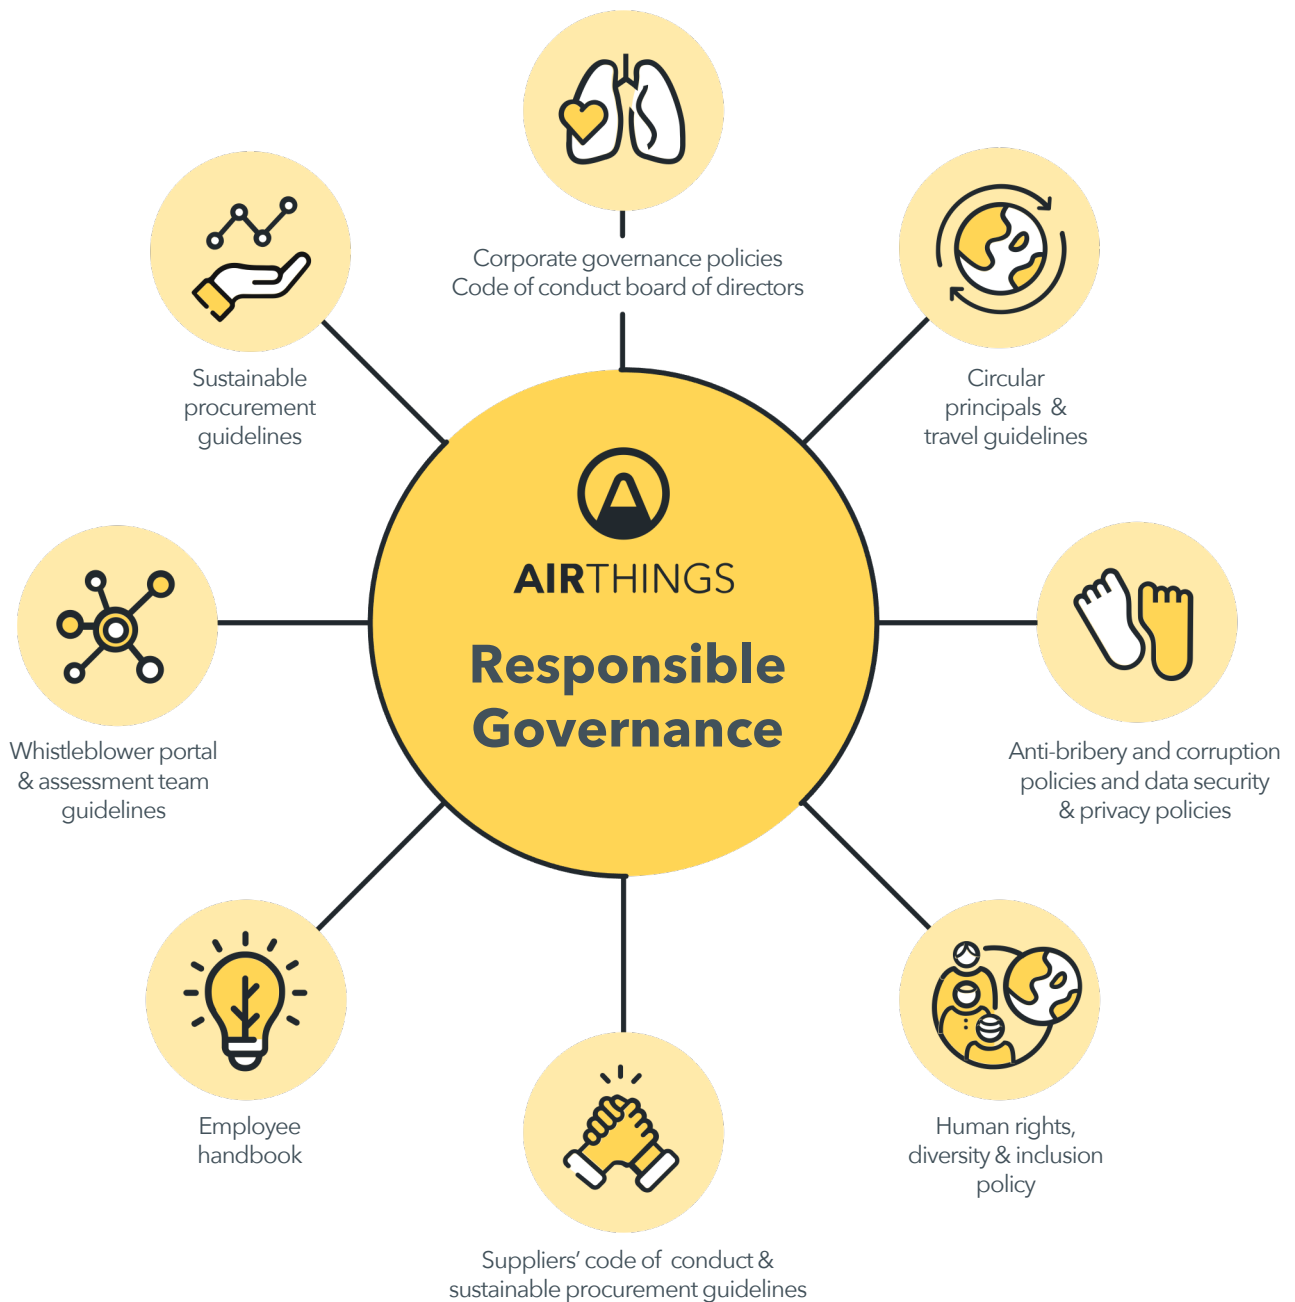 Corporate governance policies
Code of conduct board of directors
Circular
principals &
travel guidelines
Sustainable
procurement
guidelines
AIRTHINGS
Responsible
Governance
Anti-bribery and corruption
policies and data security
& privacy policies
Whistleblower portal
& assessment team
guidelines
Human rights,
diversity & inclusion
policy
Employee
handbook
Suppliers’ code of conduct &
sustainable procurement guidelines